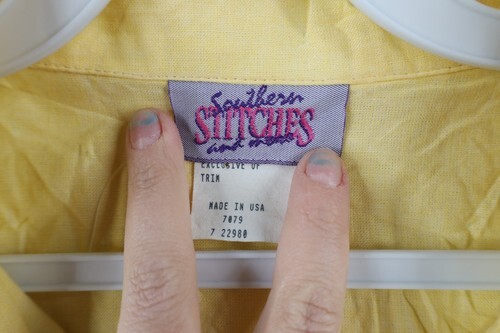 Southern
STITCHES
and more
EXCLUSIVE OF
TRIM
MADE IN USA
7079
7 22980